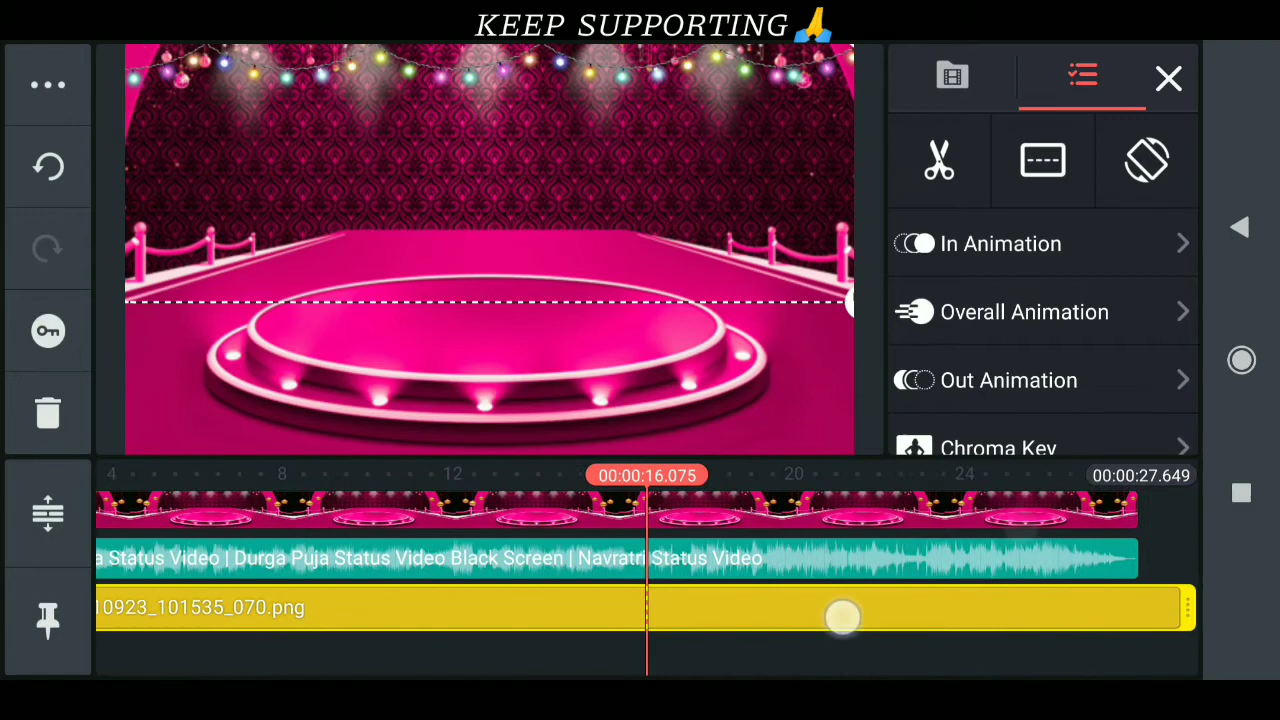 KEEP SUPPORTING🙏
In Animation
Overall Animation
Out Animation
Chroma Key
4 8 12 00:00:16.075 20 24 00:00:27.649
a Status Video | Durga Puja Status Video Black Screen | Navratri Status Video
10923_101535_070.png